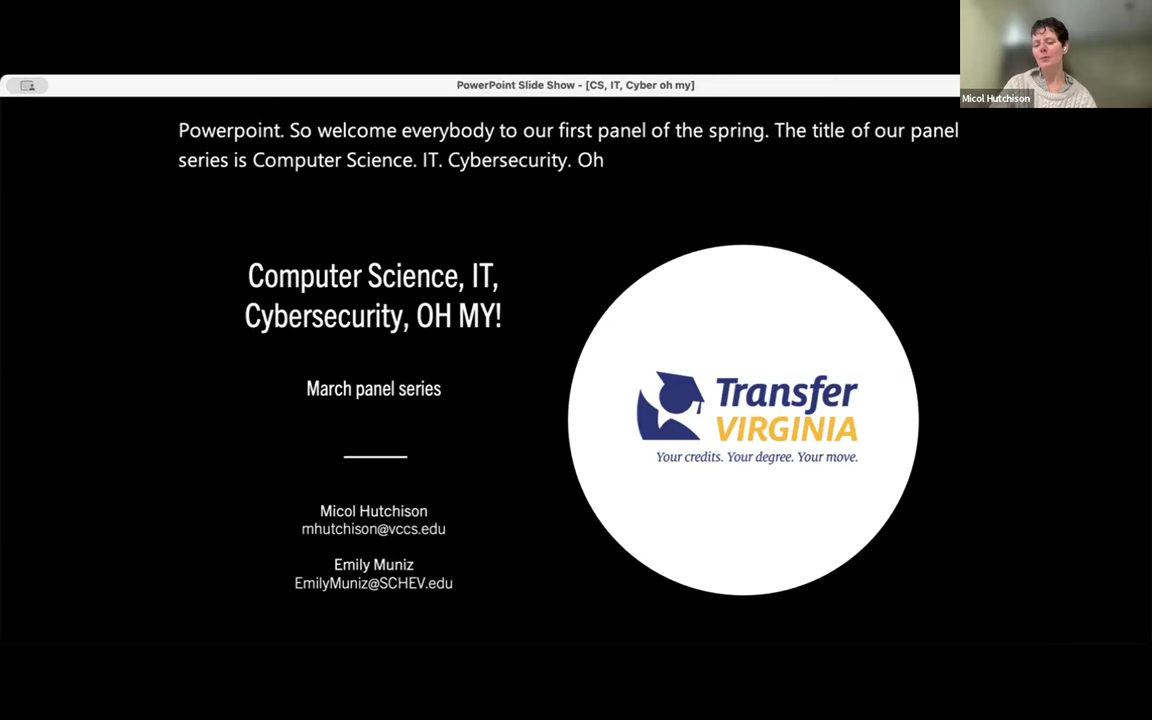 PowerPoint Slide Show - [CS, IT, Cyber oh my]
Micol Hutchison
Powerpoint. So welcome everybody to our first panel of the spring. The title of our panel
series is Computer Science. IT. Cybersecurity. Oh
Computer Science, IT,
Cybersecurity, OH MY!
March panel series
Micol Hutchison
mhutchison@vccs.edu
Emily Muniz
EmilyMuniz@SCHEV.edu
Transfer
VIRGINIA
Your credits. Your degree. Your move.